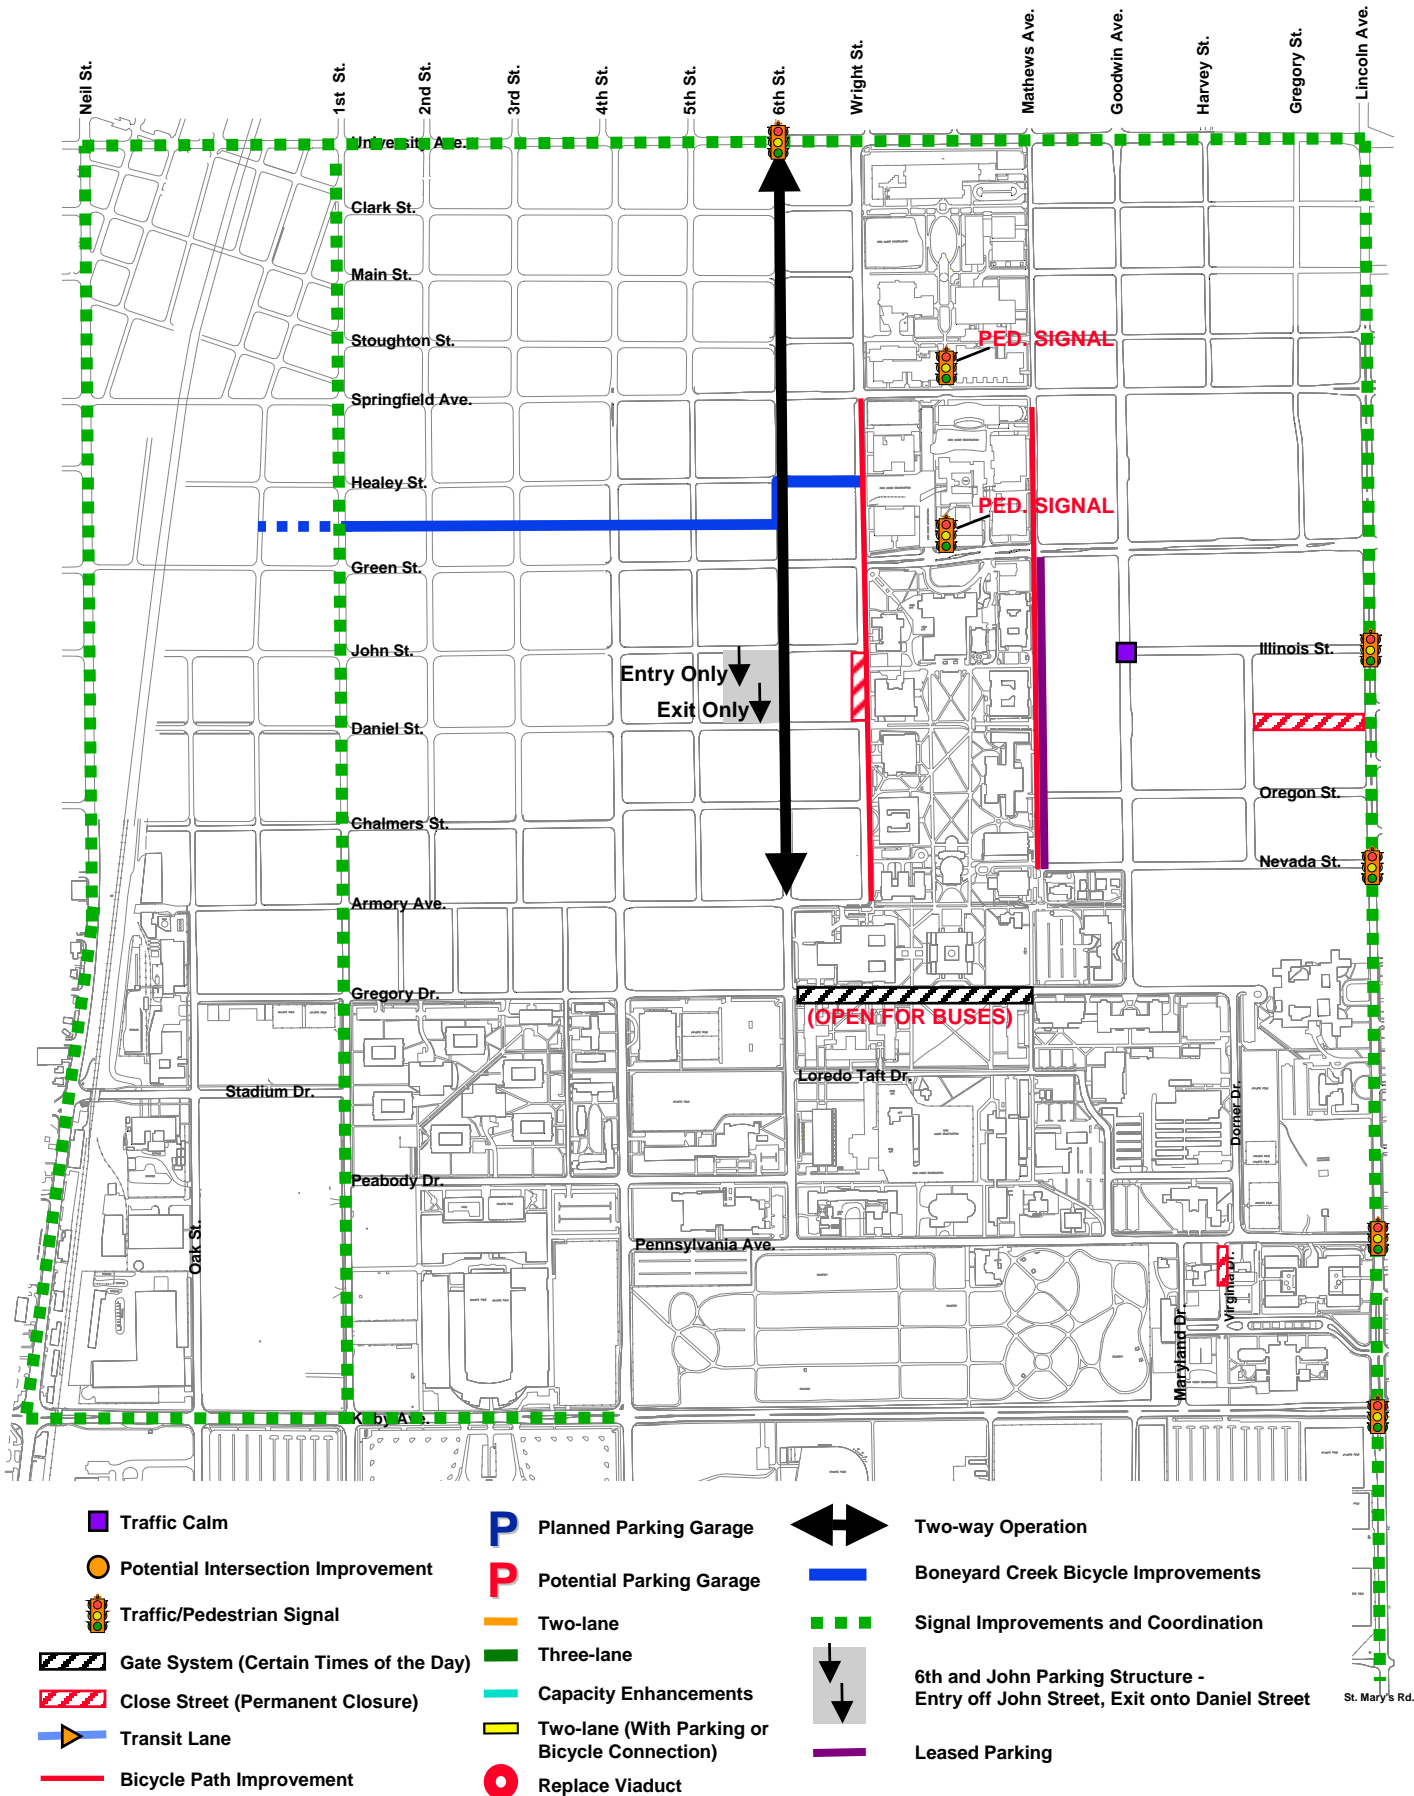 Neil St.
1st St.
2nd St.
3rd St.
4th St.
5th St.
6th St.
Wright St.
Mathews Ave.
Goodwin Ave.
Harvey St.
Gregory St.
Lincoln Ave.
University Ave.
Clark St.
Main St.
Stoughton St.
PED. SIGNAL
Springfield Ave.
Healey St.
PED. SIGNAL
Green St.
John St.
Illinois St.
Entry Only
Exit Only
Daniel St.
Oregon St.
Chalmers St.
Nevada St.
Armory Ave.
Gregory Dr.
(OPEN FOR BUSES)
Loredo Taft Dr.
Stadium Dr.
Dorner Dr.
Peabody Dr.
Oak St.
Pennsylvania Ave.
Virginia Dr.
Maryland Dr.
Kirby Ave.
Traffic Calm
Potential Intersection Improvement
Traffic/Pedestrian Signal
Gate System (Certain Times of the Day)
Close Street (Permanent Closure)
Transit Lane
Bicycle Path Improvement
P Planned Parking Garage
P Potential Parking Garage
Two-lane
Three-lane
Capacity Enhancements
Two-lane (With Parking or
Bicycle Connection)
Replace Viaduct
Two-way Operation
Boneyard Creek Bicycle Improvements
Signal Improvements and Coordination
6th and John Parking Structure -
Entry off John Street, Exit onto Daniel Street
Leased Parking
St. Mary's Rd.